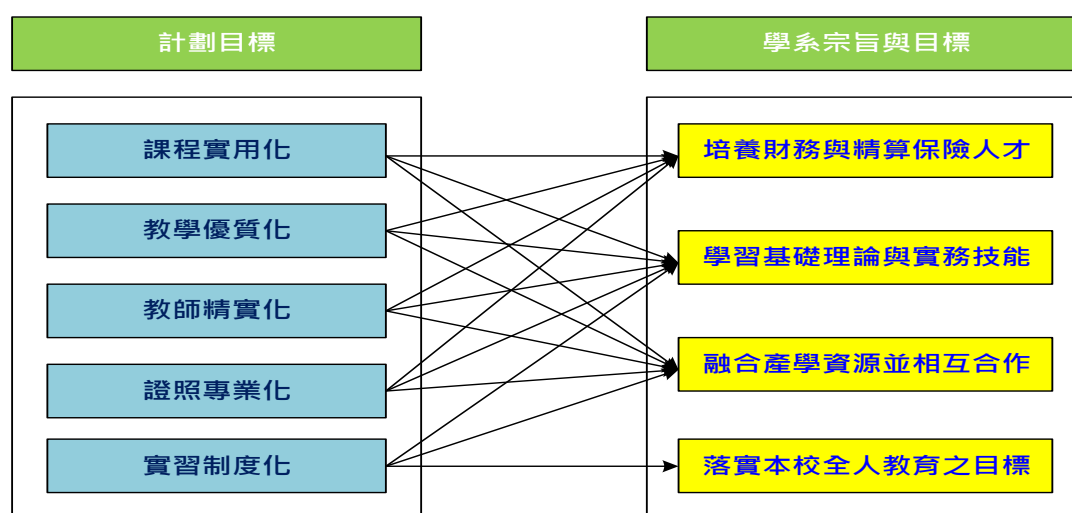 計劃目標
學系宗旨與目標
課程實用化
教學優質化
教師精實化
證照專業化
實習制度化
培養財務與精算保險人才
學習基礎理論與實務技能
融合產學資源並相互合作
落實本校全人教育之目標